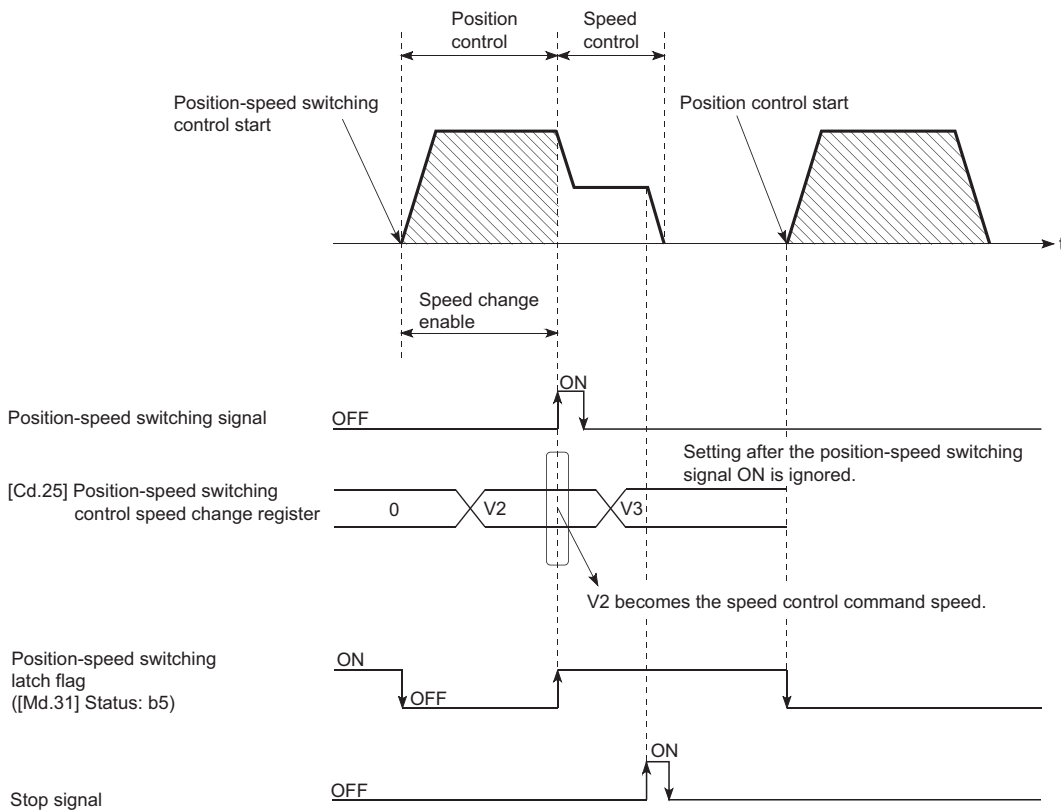 Position
control
Speed
control
Position-speed switching
control start
Position control start
t
Speed change
enable
ON
Position-speed switching signal
OFF
Setting after the position-speed switching
signal ON is ignored.
[Cd.25] Position-speed switching
control speed change register
0
V2
V3
V2 becomes the speed control command speed.
Position-speed switching
latch flag
([Md.31] Status: b5)
ON
OFF
ON
Stop signal
OFF